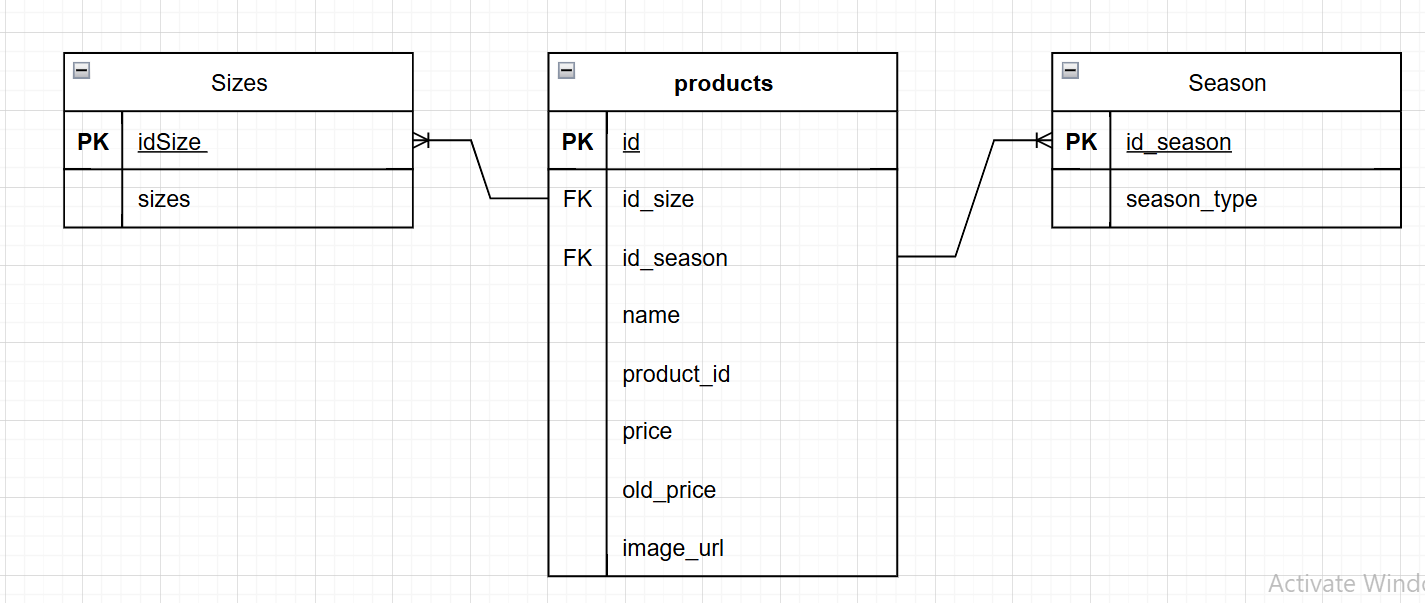 Sizes
PK idSize
sizes
products
PK id
FK id_size
FK id_season
name
product_id
price
old_price
image_url
Season
PK id_season
season_type
Activate